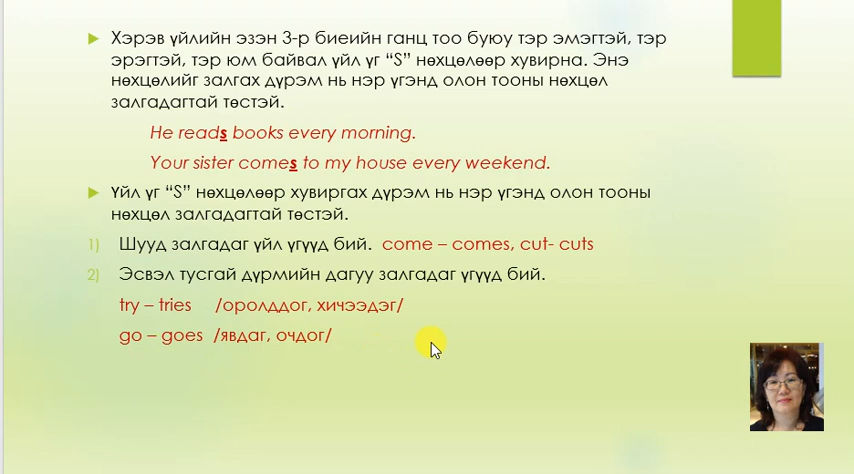 Хэрэв үйлийн эзэн 3-р биеийн ганц тоо буюу тэр эмэгтэй, тэр
эрэгтэй, тэр юм байвал үйл үг “S” нөхцөлөөр хувирна. Энэ
нөхцөлийг залгах дүрэм нь нэр үгэнд олон тооны нөхцөл
залгадагтай төстэй.
He reads books every morning.
Your sister comes to my house every weekend.
Үйл үг “S” нөхцөлөөр хувиргах дүрэм нь нэр үгэнд олон тооны
нөхцөл залгадагтай төстэй.
1) Шууд залгадаг үйл үгүүд бий. come – comes, cut- cuts
2) Эсвэл тусгай дүрмийн дагуу залгадаг үгүүд бий.
try – tries /оролддог, хичээдэг/
go – goes /явдаг, очдог/